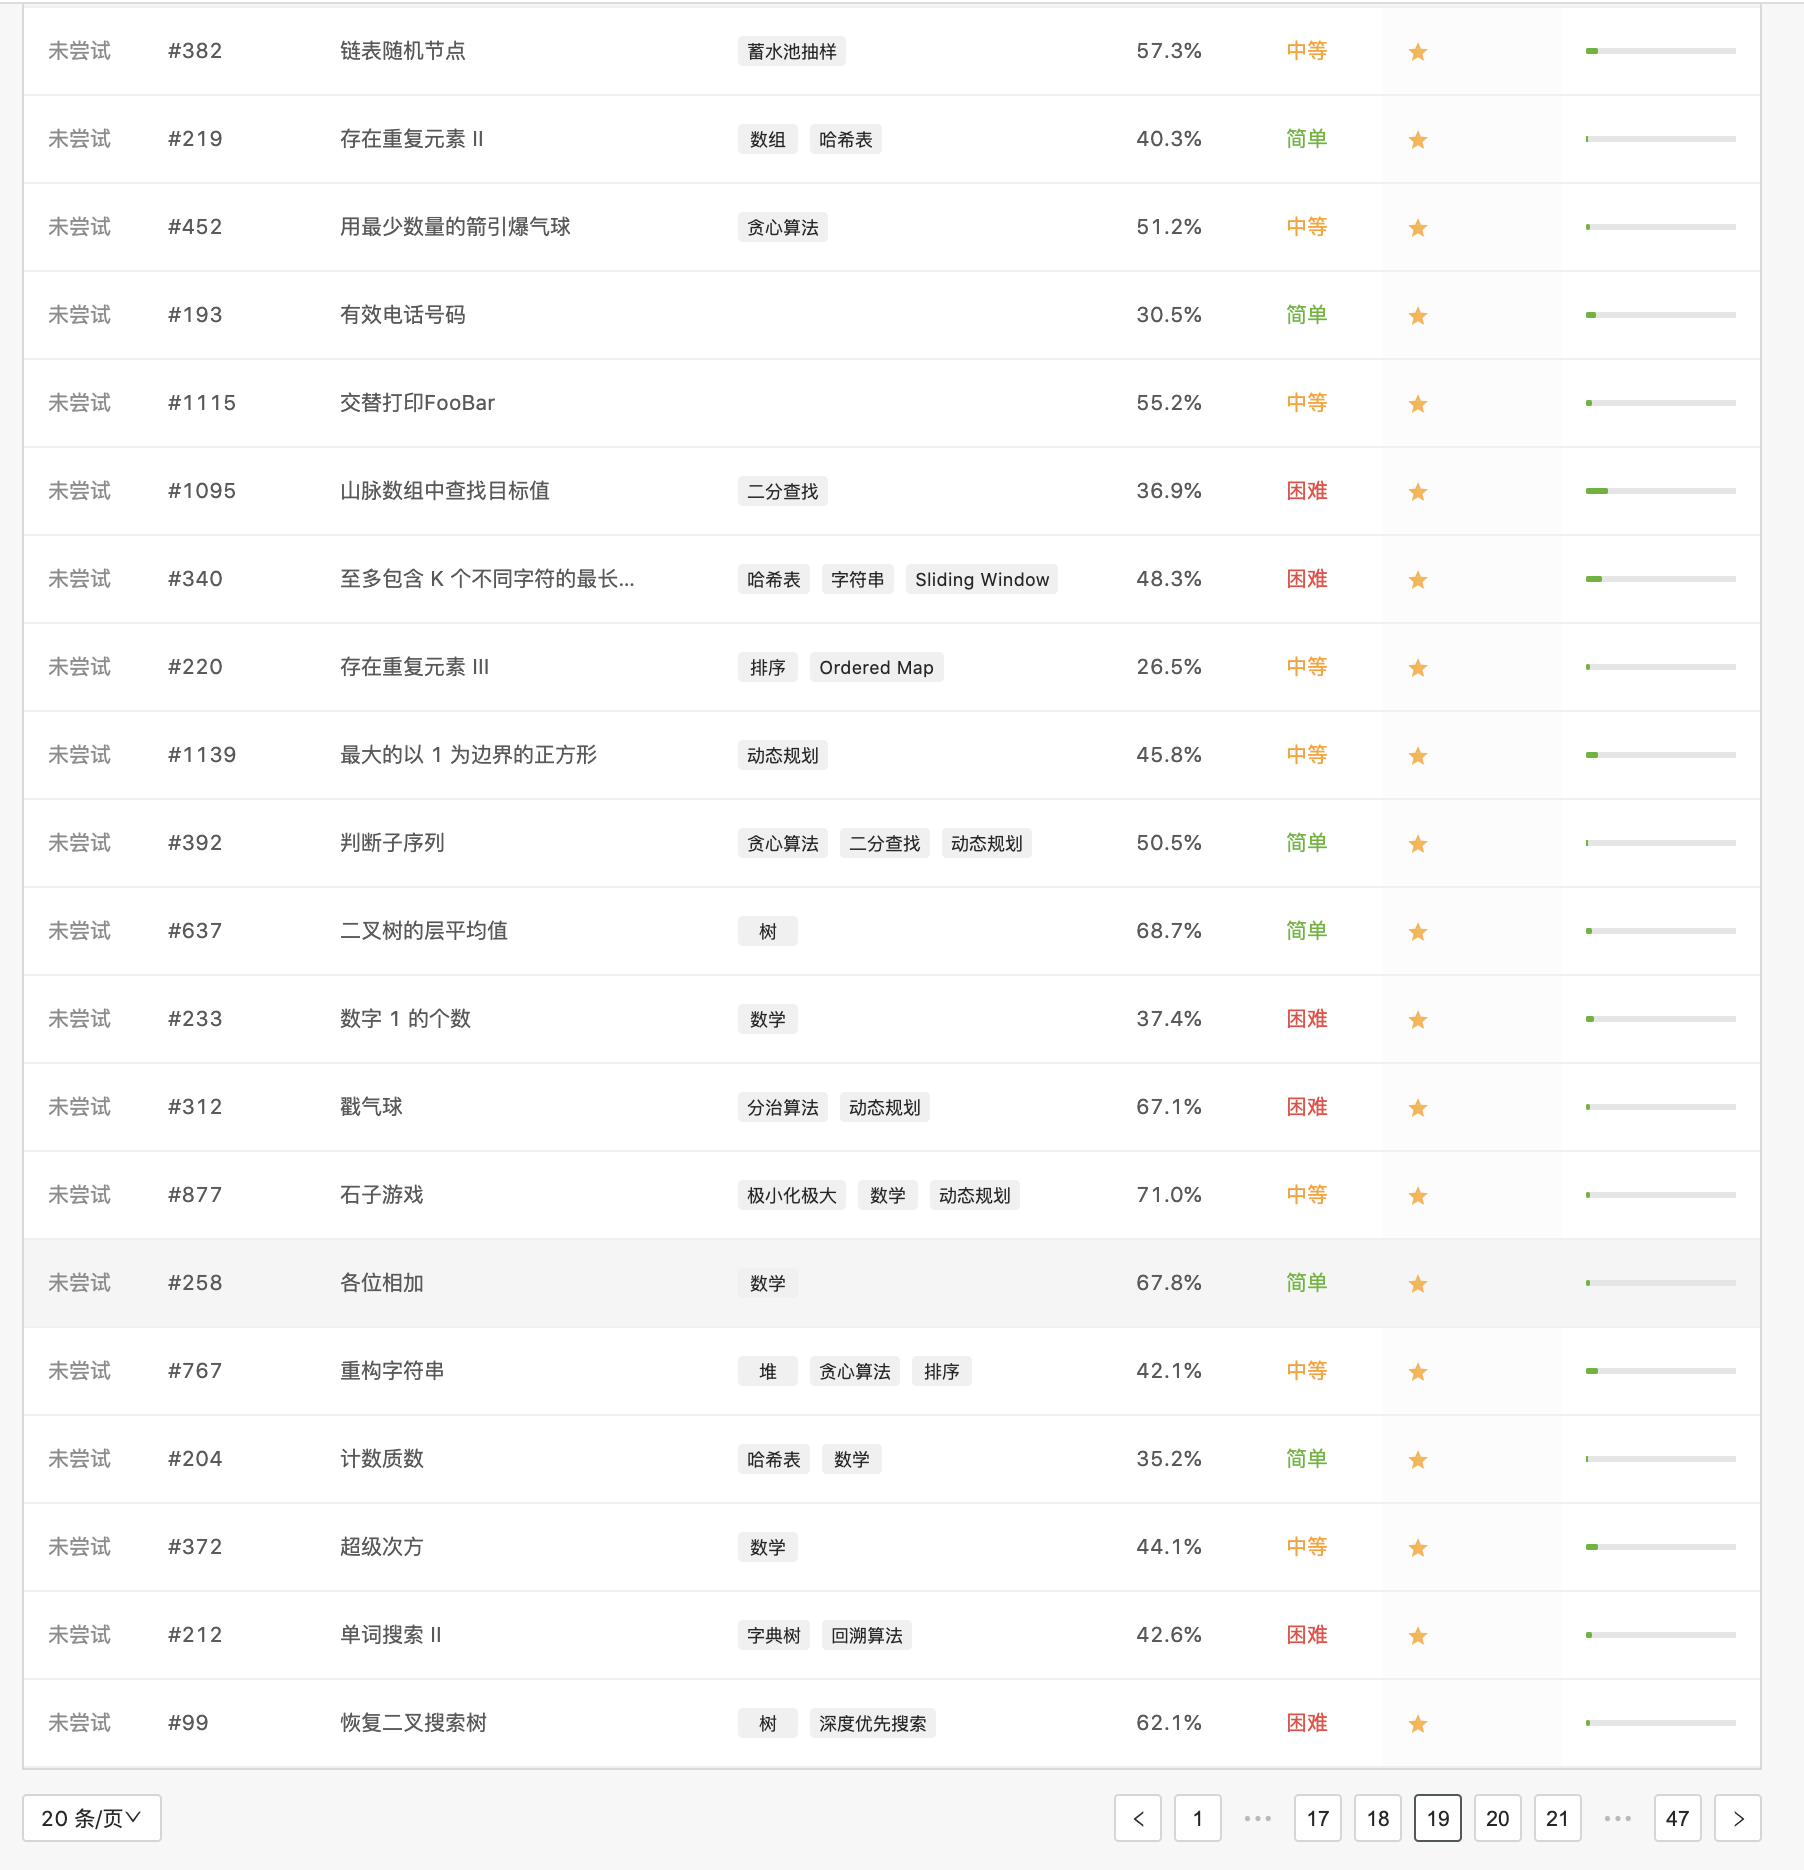 未尝试 #382 链表随机节点 蓄水池抽样 57.3% 中等
未尝试 #219 存在重复元素 II 数组 哈希表 40.3% 简单
未尝试 #452 用最少数量的箭引爆气球 贪心算法 51.2% 中等
未尝试 #193 有效电话号码 30.5% 简单
未尝试 #1115 交替打印FooBar 55.2% 中等
未尝试 #1095 山脉数组中查找目标值 二分查找 36.9% 困难
未尝试 #340 至多包含 K 个不同字符的最长... 哈希表 字符串 Sliding Window 48.3% 困难
未尝试 #220 存在重复元素 III 排序 Ordered Map 26.5% 中等
未尝试 #1139 最大的以 1 为边界的正方形 动态规划 45.8% 中等
未尝试 #392 判断子序列 贪心算法 二分查找 动态规划 50.5% 简单
未尝试 #637 二叉树的层平均值 树 68.7% 简单
未尝试 #233 数字 1 的个数 数学 37.4% 困难
未尝试 #312 戳气球 分治算法 动态规划 67.1% 困难
未尝试 #877 石子游戏 极小化极大 数学 动态规划 71.0% 中等
未尝试 #258 各位相加 数学 67.8% 简单
未尝试 #767 重构字符串 堆 贪心算法 排序 42.1% 中等
未尝试 #204 计数质数 哈希表 数学 35.2% 简单
未尝试 #372 超级次方 数学 44.1% 中等
未尝试 #212 单词搜索 II 字典树 回溯算法 42.6% 困难
未尝试 #99 恢复二叉搜索树 树 深度优先搜索 62.1% 困难
20 条/页 < 1 ••• 17 18 19 20 21 ••• 47 >